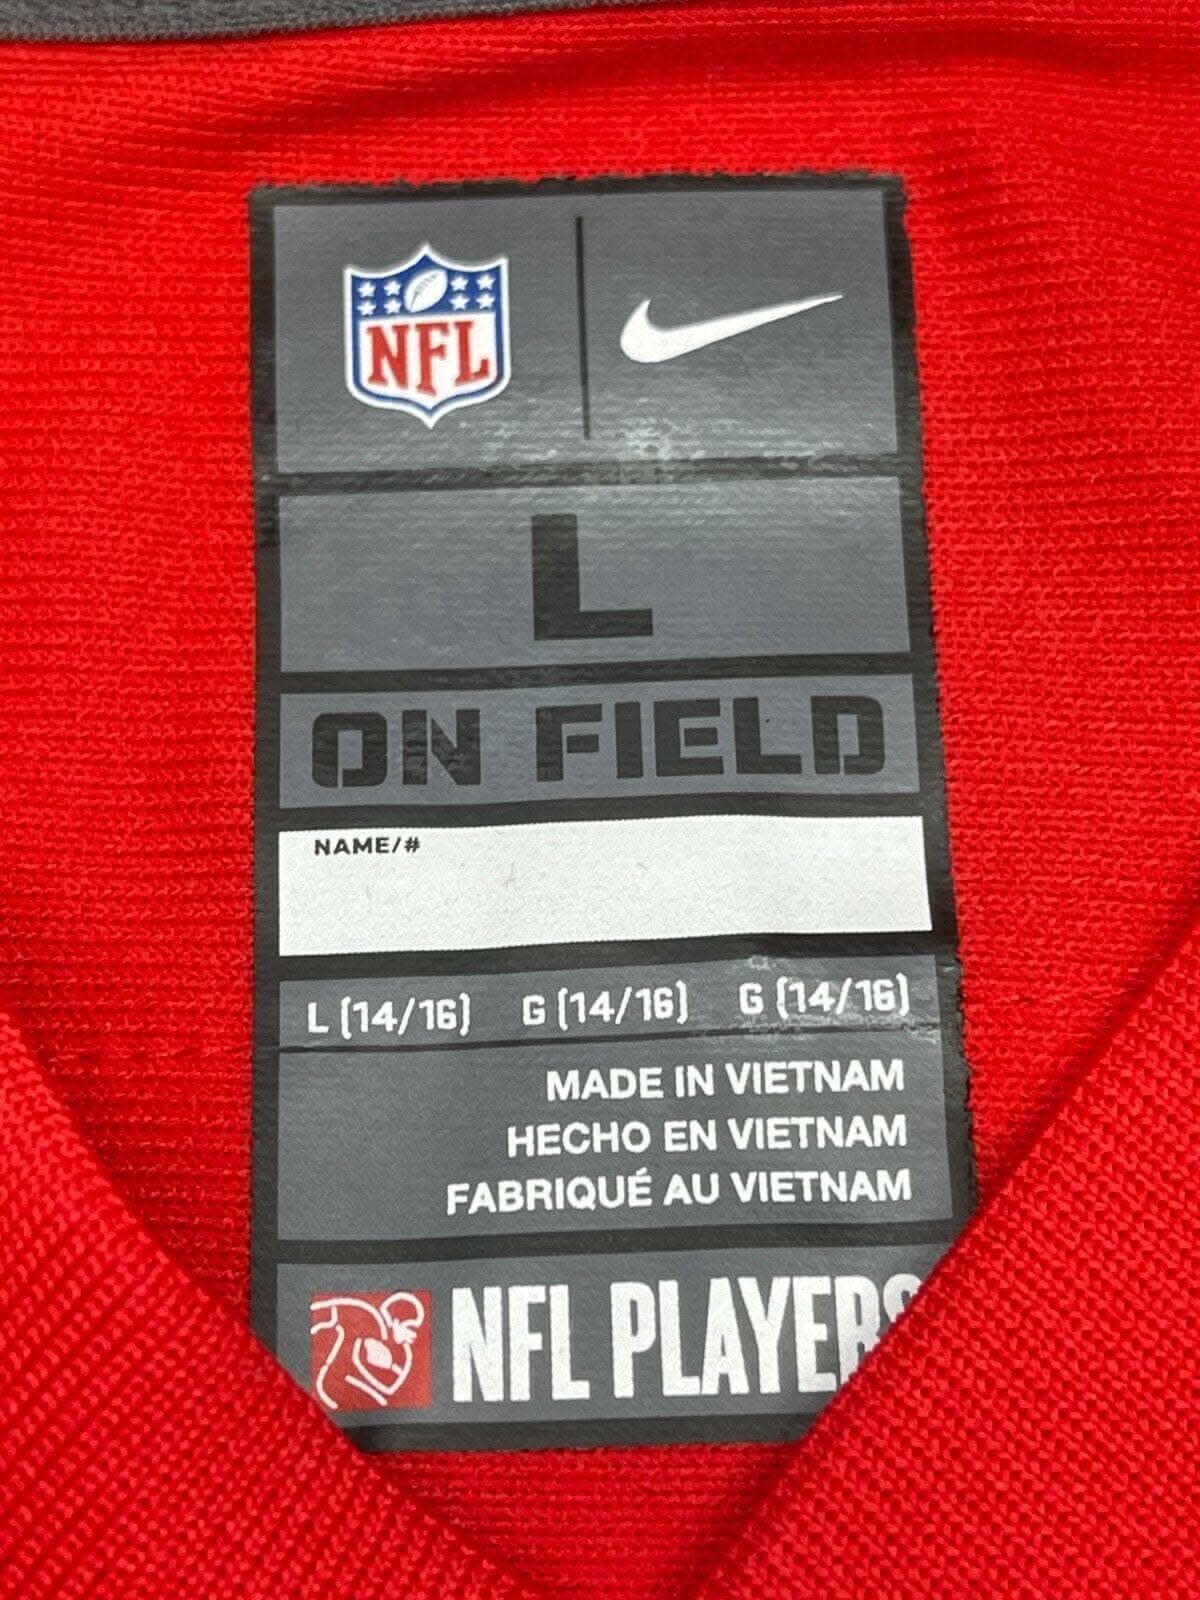 NFL
L
ON FIELD
NAME/#
L (14/16) G (14/16) G (14/16)
MADE IN VIETNAM
HECHO EN VIETNAM
FABRIQUÉ AU VIETNAM
NFL PLAYERS